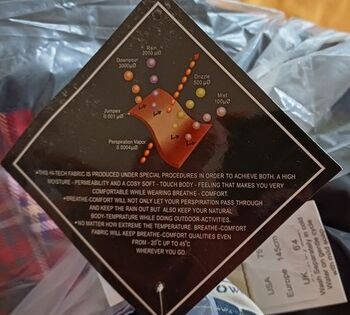 Rain
2000 µØ
Downpour
3000µØ
Drizzle
500 µØ
Mist
100µØ
Jumpex
0.001 µØ
Perspiration Vapor
0.0004µØ
•THIS HI-TECH FABRIC IS PRODUCED UNDER SPECIAL PROCEDURES IN ORDER TO ACHIEVE BOTH. A HIGH
MOISTURE - PERMEABILITY AND A COSY SOFT - TOUCH BODY - FEELING THAT MAKES YOU VERY
COMFORTABLE WHILE WEARING BREATHE - COMFORT.
•BREATHE-COMFORT WILL NOT ONLY LET YOUR PERSPIRATION PASS THROUGH
AND KEEP THE RAIN OUT BUT ALSO KEEP YOUR NATURAL
BODY-TEMPRATURE WHILE DOING OUTDOOR-ACTIVITIES.
•NO MATTER HOW EXTREME THE TEMPERATURE. BREATHE-COMFORT
FABRIC WILL KEEP BREATHE-COMFORT QUALITIES EVEN
FROM - 20°C UP TO 45°C
WHEREVER YOU GO.
USA
Europe 146cm
UK